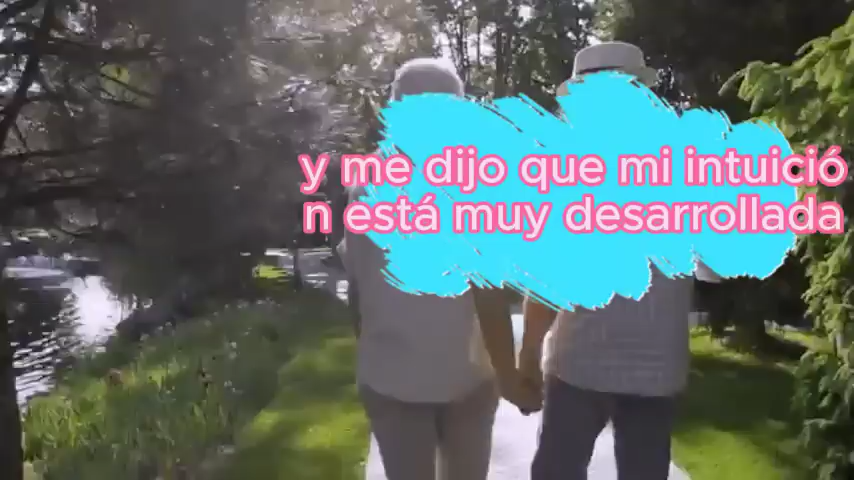 y me dijo que mi intuició
n está muy desarrollada